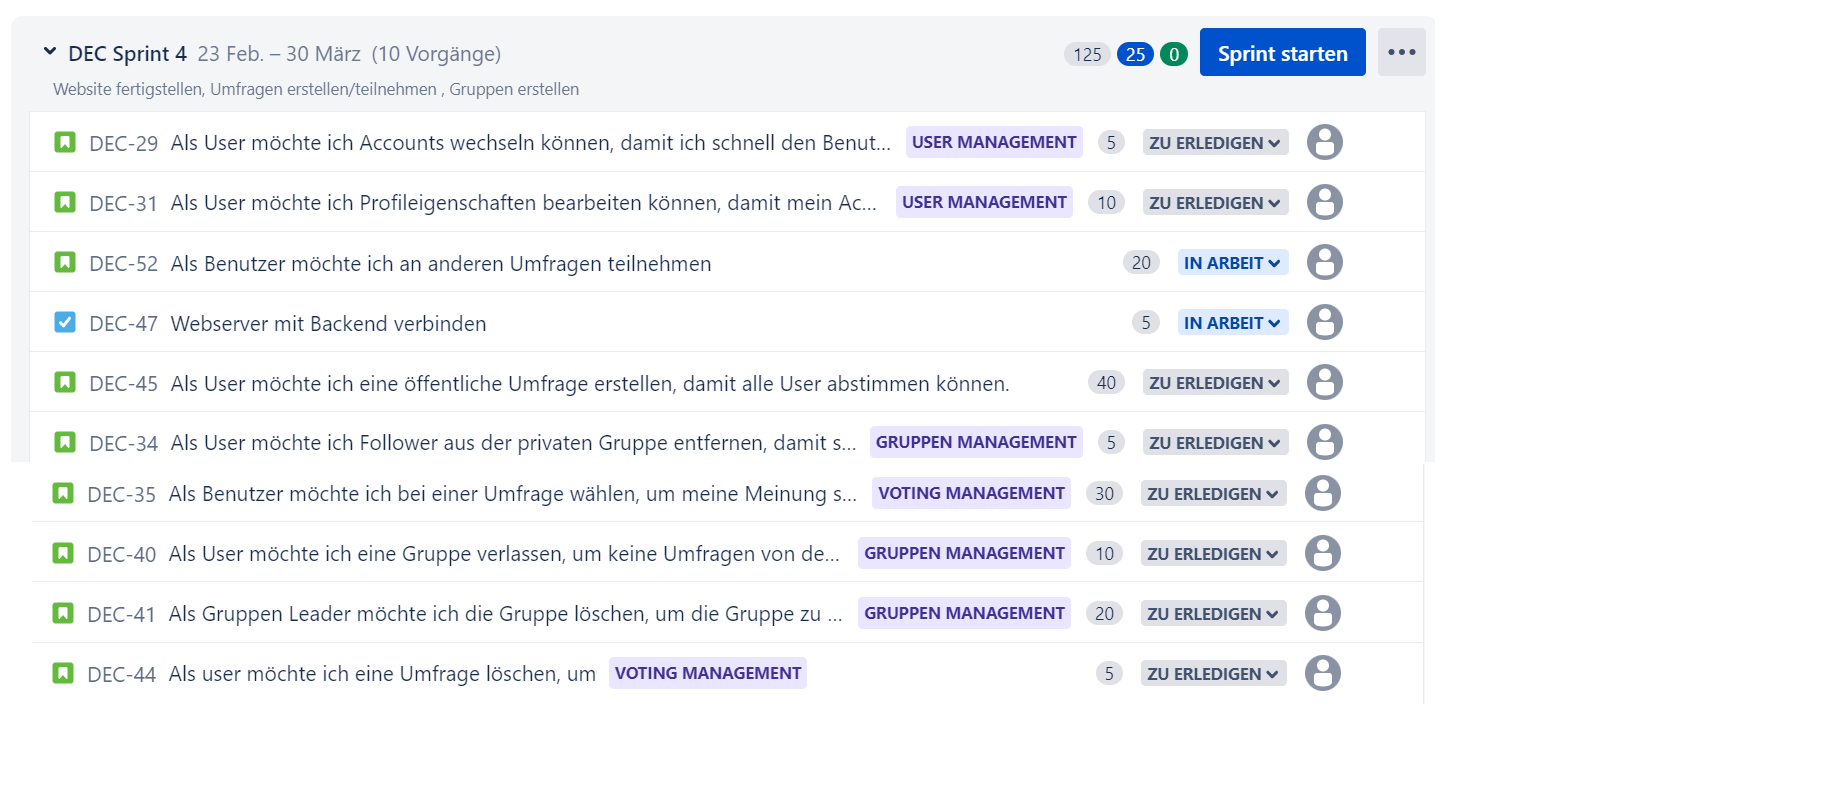 DEC Sprint 4 23 Feb. – 30 März (10 Vorgänge) 125 25 0 Sprint starten
Website fertigstellen, Umfragen erstellen/teilnehmen , Gruppen erstellen
DEC-29 Als User möchte ich Accounts wechseln können, damit ich schnell den Benut... USER MANAGEMENT 5 ZU ERLEDIGEN
DEC-31 Als User möchte ich Profileigenschaften bearbeiten können, damit mein Ac... USER MANAGEMENT 10 ZU ERLEDIGEN
DEC-52 Als Benutzer möchte ich an anderen Umfragen teilnehmen 20 IN ARBEIT
DEC-47 Webserver mit Backend verbinden 5 IN ARBEIT
DEC-45 Als User möchte ich eine öffentliche Umfrage erstellen, damit alle User abstimmen können. 40 ZU ERLEDIGEN
DEC-34 Als User möchte ich Follower aus der privaten Gruppe entfernen, damit s... GRUPPEN MANAGEMENT 5 ZU ERLEDIGEN
DEC-35 Als Benutzer möchte ich bei einer Umfrage wählen, um meine Meinung s... VOTING MANAGEMENT 30 ZU ERLEDIGEN
DEC-40 Als User möchte ich eine Gruppe verlassen, um keine Umfragen von de... GRUPPEN MANAGEMENT 10 ZU ERLEDIGEN
DEC-41 Als Gruppen Leader möchte ich die Gruppe löschen, um die Gruppe zu ... GRUPPEN MANAGEMENT 20 ZU ERLEDIGEN
DEC-44 Als user möchte ich eine Umfrage löschen, um VOTING MANAGEMENT 5 ZU ERLEDIGEN